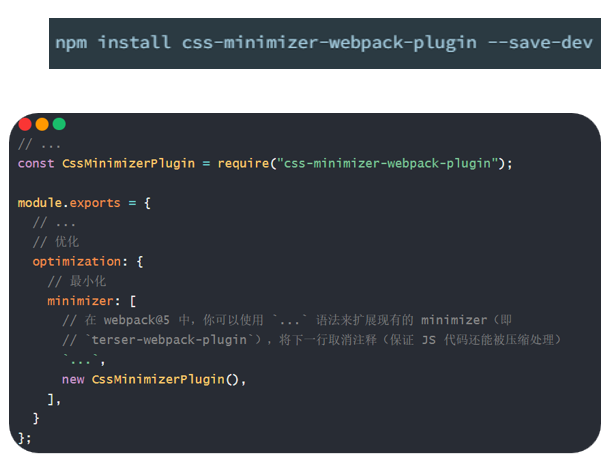 npm install css-minimizer-webpack-plugin --save-dev
// ...
const CssMinimizerPlugin = require("css-minimizer-webpack-plugin");
module.exports = {
// ...
// 优化
optimization: {
// 最小化
minimizer: [
// 在 webpack@5 中，你可以使用 `...` 语法来扩展现有的 minimizer（即
// `terser-webpack-plugin`），将下一行取消注释（保证 JS 代码还能被压缩处理）
`...`,
new CssMinimizerPlugin(),
],
}
};